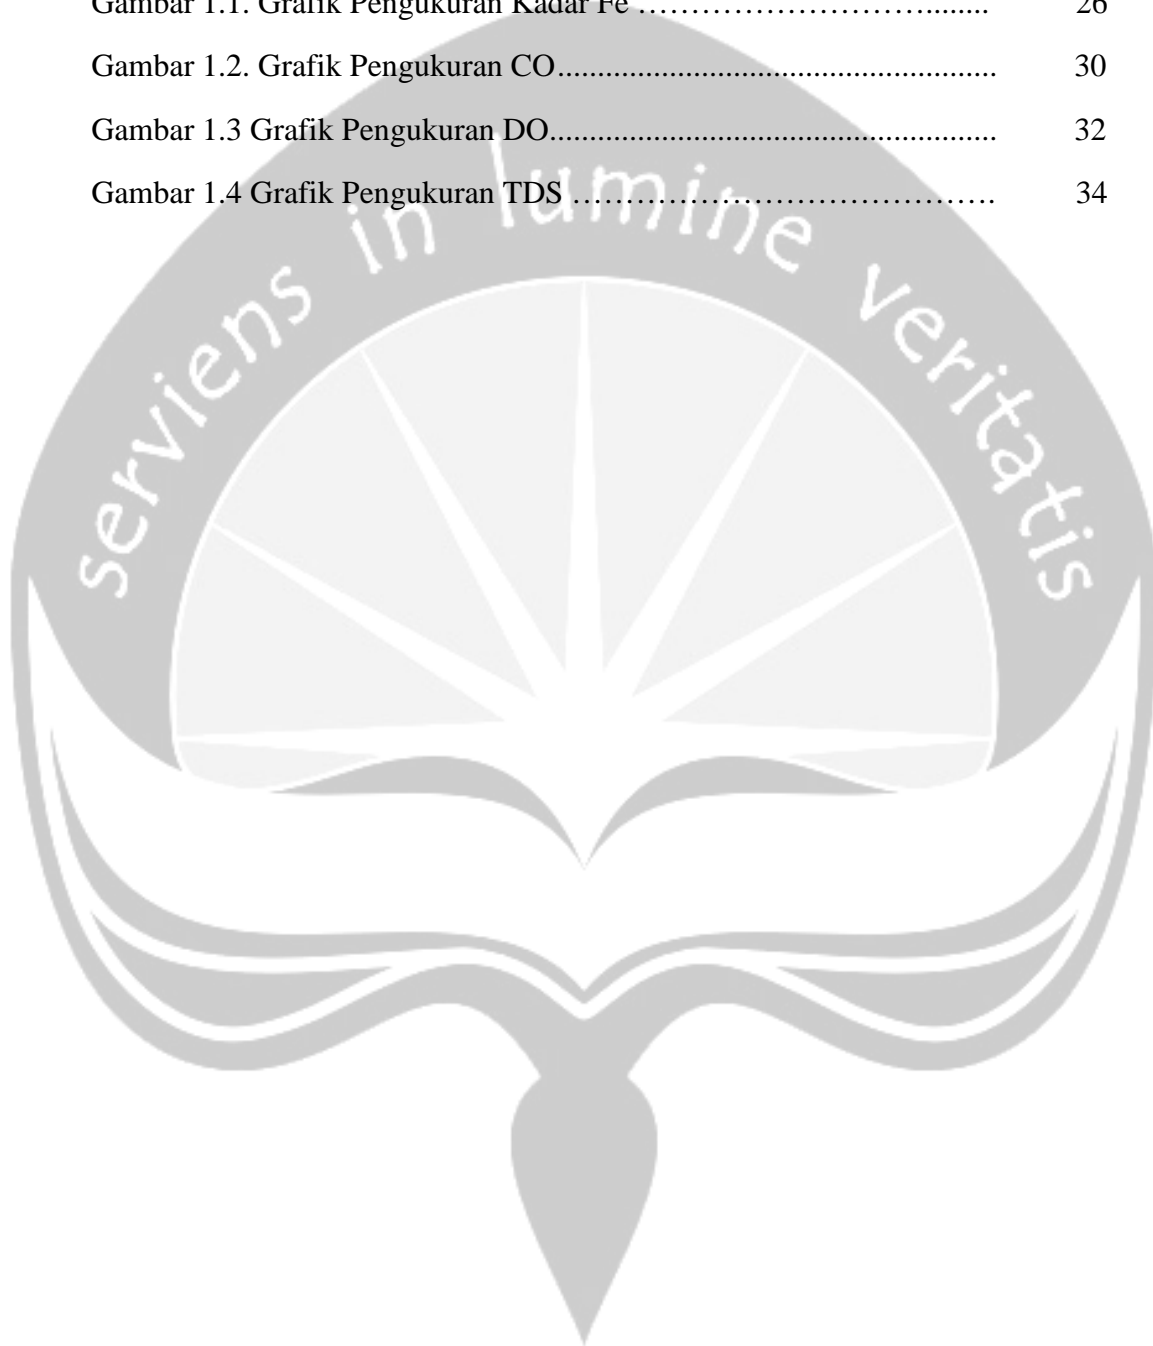 Gambar 1.1. Grafik Pengukuran Kadar Fe ………………………........ 26
Gambar 1.2. Grafik Pengukuran CO....................................................... 30
Gambar 1.3 Grafik Pengukuran DO........................................................ 32
Gambar 1.4 Grafik Pengukuran TDS …………………………………. 34
serviens in lumine veritatis